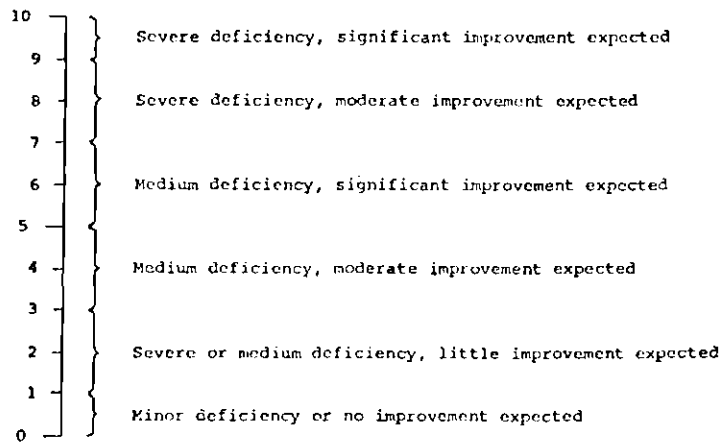 10
Severe deficiency, significant improvement expected
9
8 Severe deficiency, moderate improvement expected
7
6 Medium deficiency, significant improvement expected
5
4 Medium deficiency, moderate improvement expected
3
2 Severe or medium deficiency, little improvement expected
1
Minor deficiency or no improvement expected
0